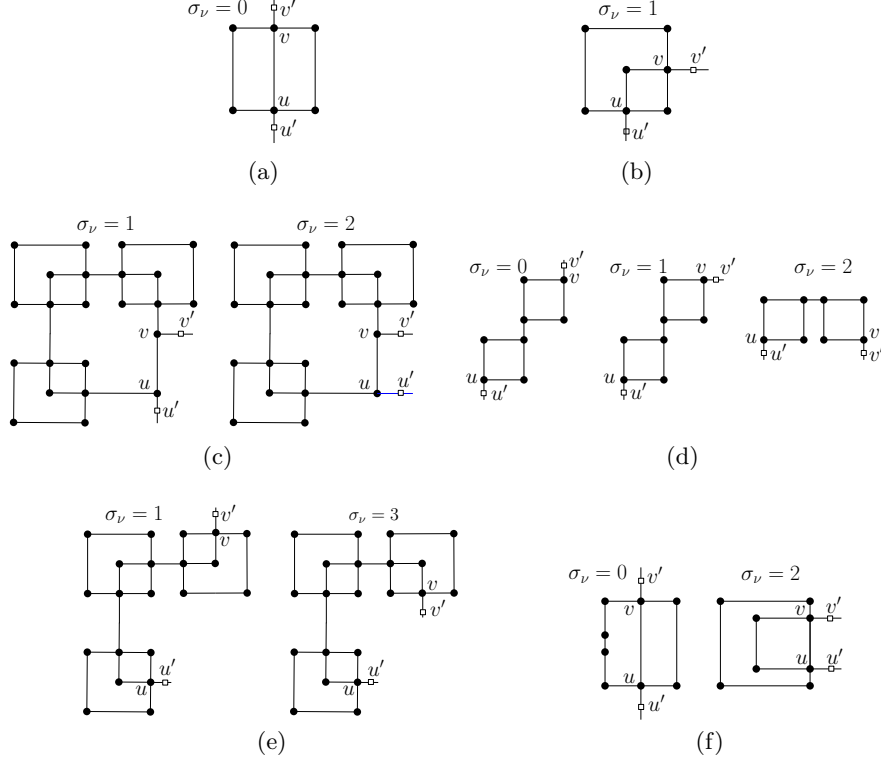 σ_ν = 0
v′
v
u
u′
(a)
σ_ν = 1
v
v′
u
u′
(b)
σ_ν = 1
v′
v
u
u′
σ_ν = 2
v′
v
u
u′
(c)
σ_ν = 0
v′
v
u
u′
σ_ν = 1
v
v′
u
u′
σ_ν = 2
u
u′
v
v′
(d)
σ_ν = 1
v′
v
u′
u
σ_ν = 3
v
v′
u′
u
(e)
σ_ν = 0
v′
v
u
u′
σ_ν = 2
v
v′
u
u′
(f)